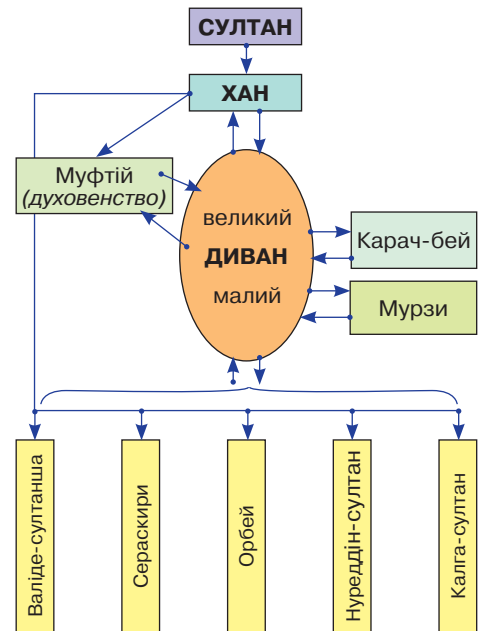 СУЛТАН
ХАН
Муфтій
(духовенство)
великий
ДИВАН
малий
Карач-бей
Мурзи
Валіде-султанша
Сераскири
Орбей
Нуреддін-султан
Калга-султан